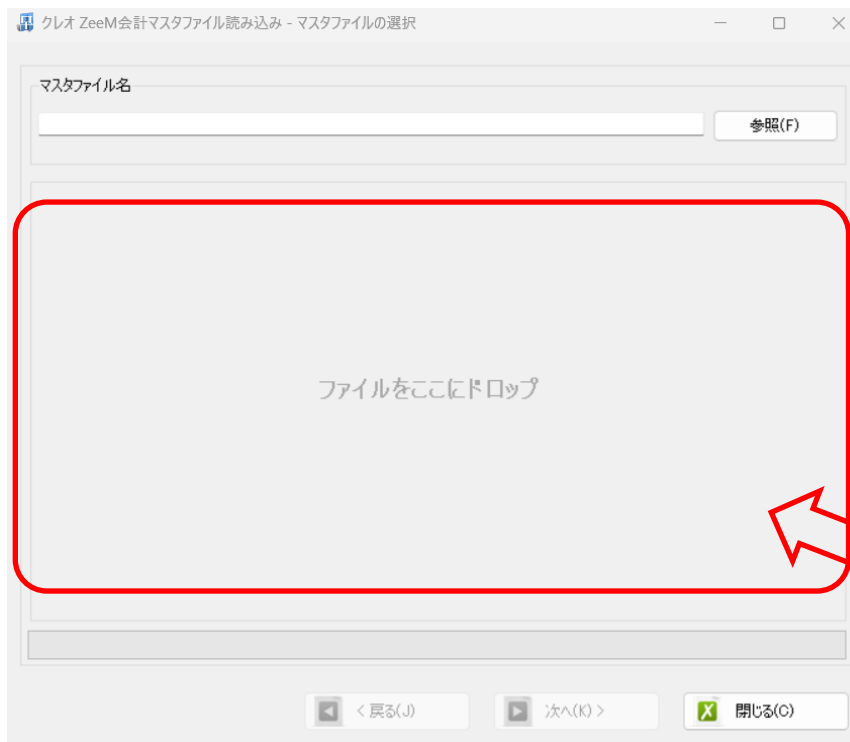 クレオ ZeeM会計マスタファイル読み込み - マスタファイルの選択
マスタファイル名
参照(F)
ファイルをここにドロップ
< 戻る(J)
次へ(K) >
閉じる(C)